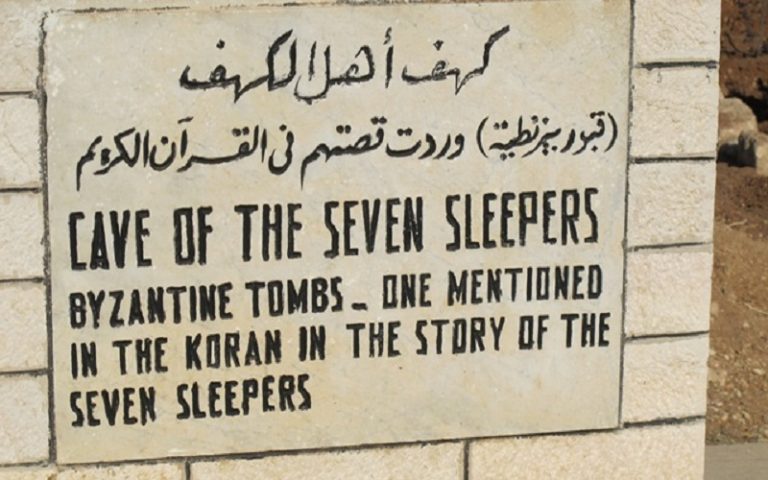 كهف أهل الكهف
(قبور بيزنطية) وردت قصتهم في القرآن الكريم
CAVE OF THE SEVEN SLEEPERS
BYZANTINE TOMBS - ONE MENTIONED
IN THE KORAN IN THE STORY OF THE
SEVEN SLEEPERS